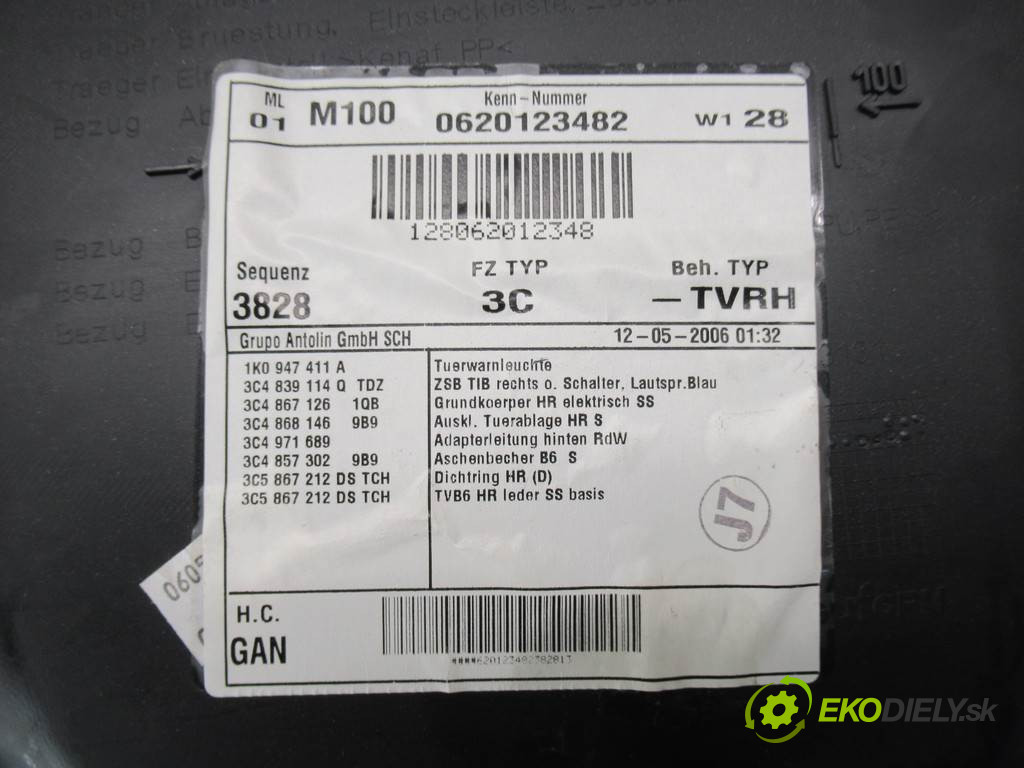 Bruestung, Einsteckleiste,
Traeger >Kenaf PP<
Bezug
100
Bezug
Bezug
Bezug
ML
01 M100
Kenn-Nummer
0620123482
W1 28
128062012348
Sequenz FZ TYP Beh. TYP
3828 3C -TVRH
Grupo Antolin GmbH SCH 12-05-2006 01:32
1K0 947 411 A Tuerwarnleuchte
3C4 839 114 Q TDZ ZSB TIB rechts o. Schalter, Lautspr.Blau
3C4 867 126 1QB Grundkoerper HR elektrisch SS
3C4 868 146 9B9 Auskl. Tuerablage HR S
3C4 971 689 Adapterleitung hinten RdW
3C4 857 302 9B9 Aschenbecher B6 S
3C5 867 212 DS TCH Dichtring HR (D)
3C5 867 212 DS TCH TVB6 HR leder SS basis
J7
0605
H.C.
GAN
****620123482382813
EKODIELY.sk